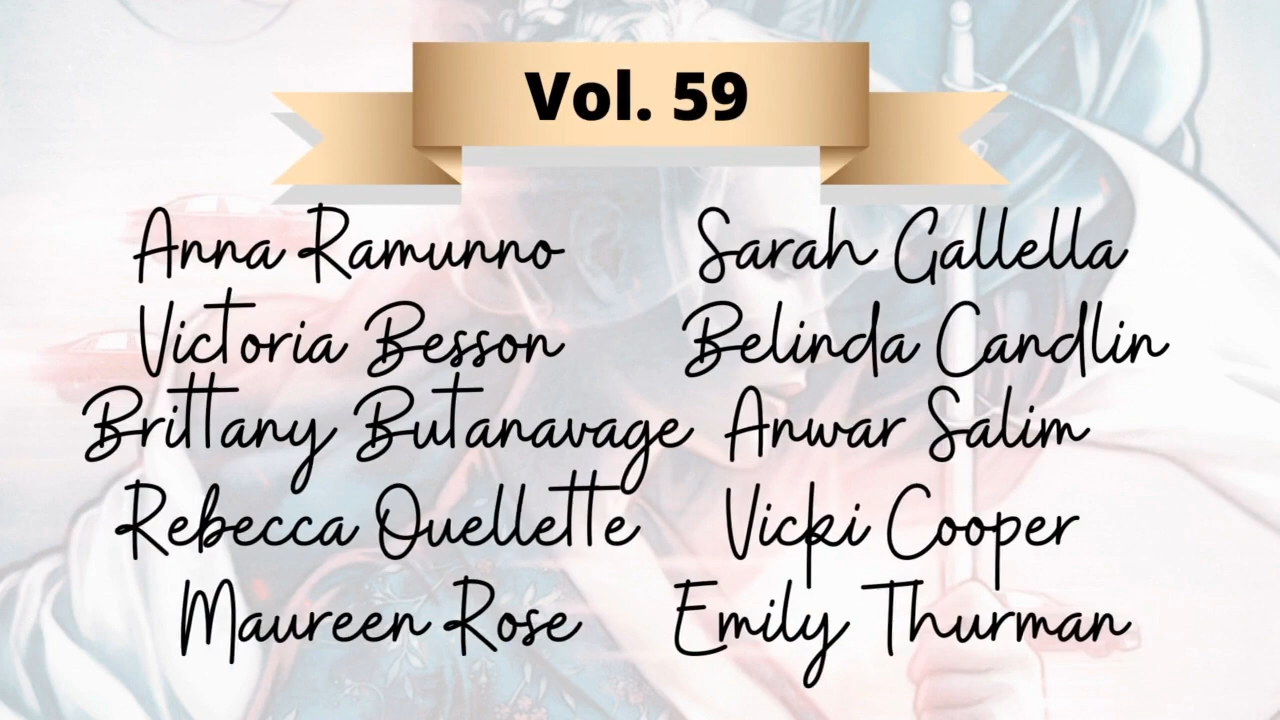 Vol. 59
Anna Ramunno
Sarah Gallella
Victoria Besson
Belinda Candlin
Brittany Butanavage
Anwar Salim
Rebecca Ouellette
Vicki Cooper
Maureen Rose
Emily Thurman